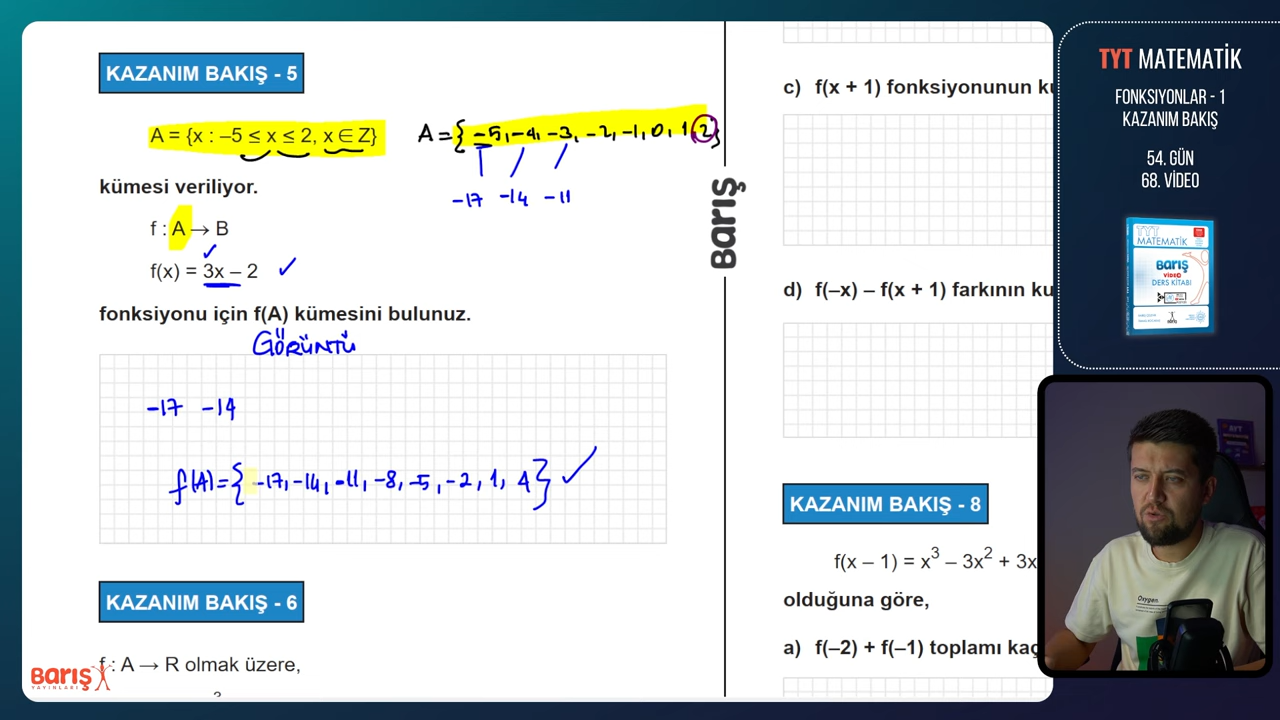 KAZANIM BAKIŞ - 5
A = {x : –5 ≤ x ≤ 2, x ∈ Z}
A = { -5, -4, -3, -2, -1, 0, 1, 2 }
-17 -14 -11
kümesi veriliyor.
f : A → B
f(x) = 3x – 2
fonksiyonu için f(A) kümesini bulunuz.
GÖRÜNTÜ
-17 -14
f(A) = { -17, -14, -11, -8, -5, -2, 1, 4 }
KAZANIM BAKIŞ - 6
f : A → R olmak üzere,
BARIŞ
YAYINLARI
Barış
c) f(x + 1) fonksiyonunun
d) f(–x) – f(x + 1) farkının
KAZANIM BAKIŞ - 8
f(x – 1) = x³ – 3x² + 3x
olduğuna göre,
a) f(–2) + f(–1) toplamı
TYT MATEMATİK
FONKSIYONLAR - 1
KAZANIM BAKIŞ
54. GÜN
68. VİDEO
TYT
MATEMATİK
Barış
VİDEO
DERS KİTABI
Oxygen